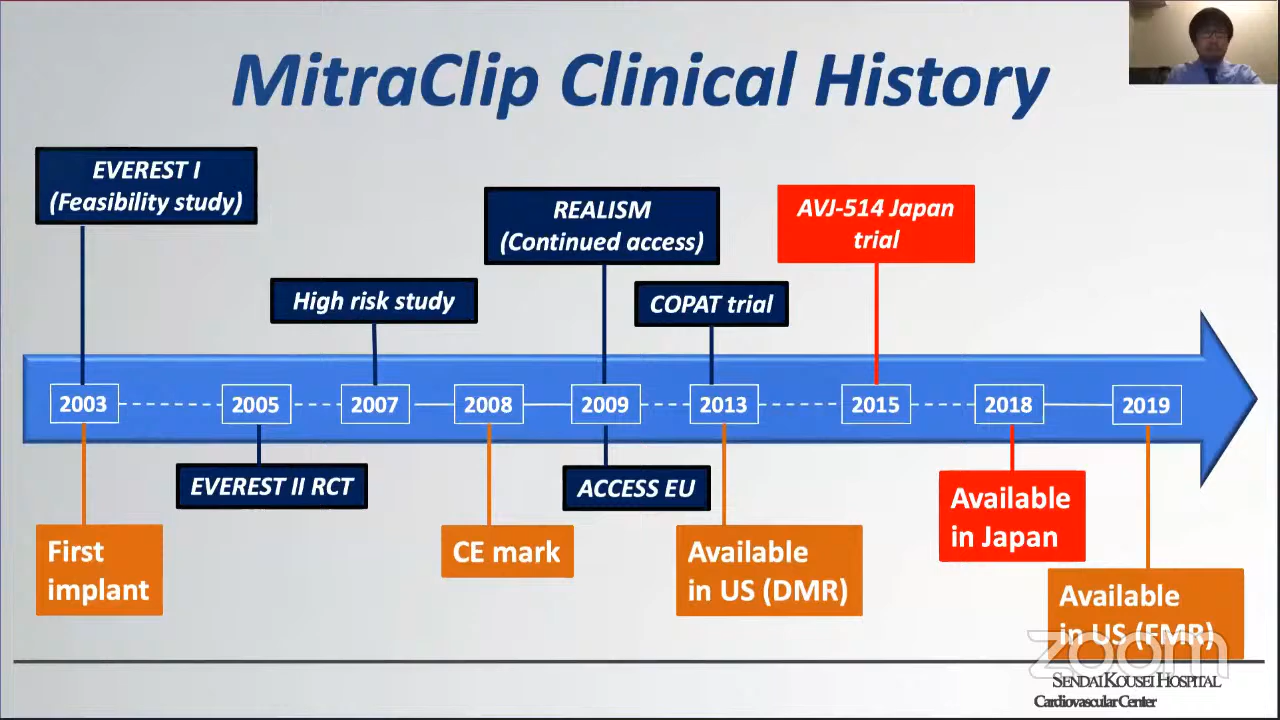 MitraClip Clinical History
EVEREST I
(Feasibility study)
REALISM
(Continued access)
AVJ-514 Japan
trial
High risk study
COPAT trial
2003
2005
2007
2008
2009
2013
2015
2018
2019
EVEREST II RCT
ACCESS EU
Available
in Japan
First
implant
CE mark
Available
in US (DMR)
Available
in US (FMR)
zoom
SENDAI KOUSEI HOSPITAL
Cardiovascular Center